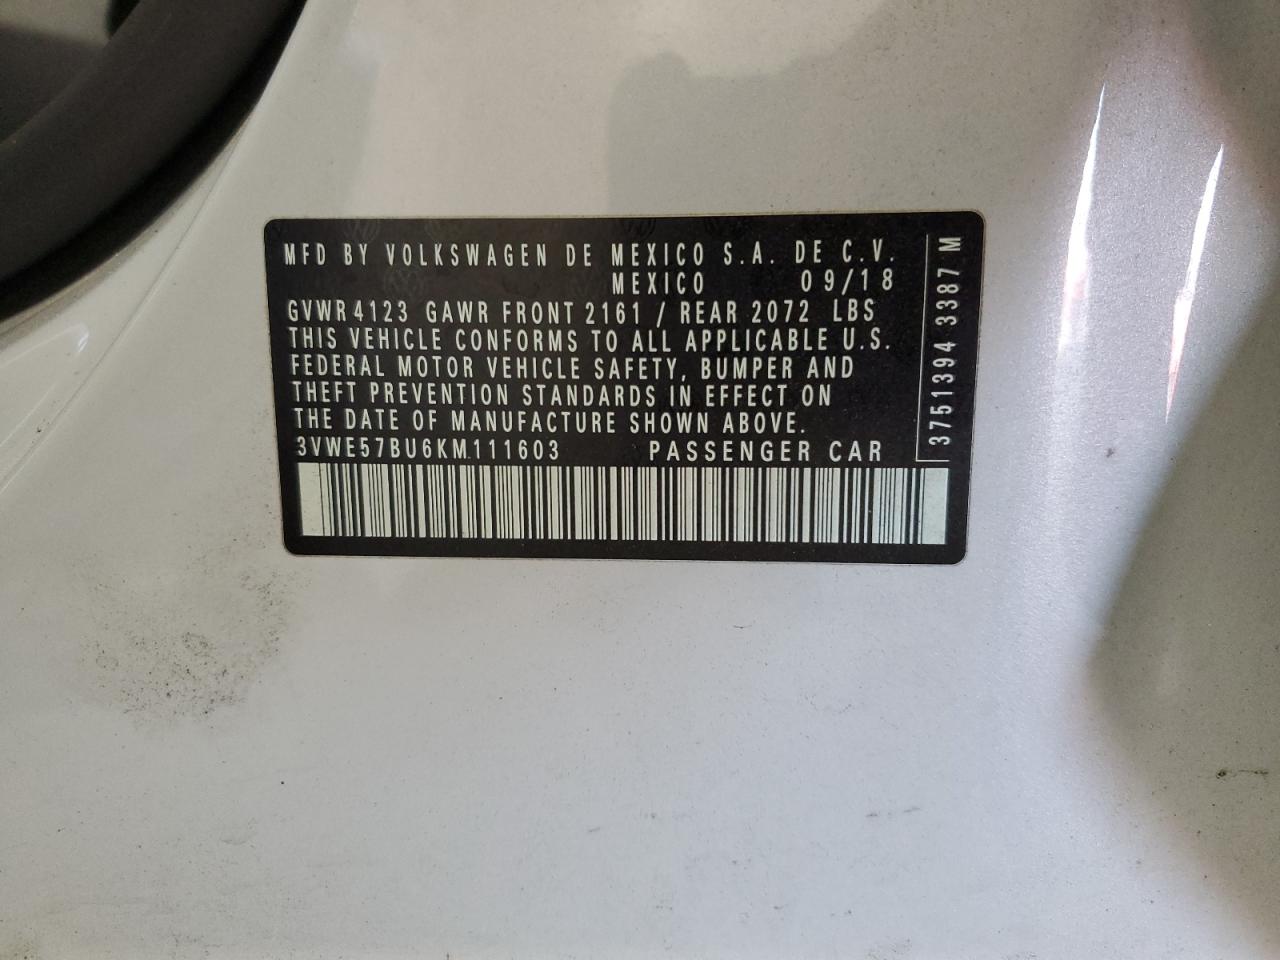 MFD BY VOLKSWAGEN DE MEXICO S.A. DE C.V.
MEXICO 09/18
GVWR 4123 GAWR FRONT 2161 / REAR 2072 LBS
THIS VEHICLE CONFORMS TO ALL APPLICABLE U.S.
FEDERAL MOTOR VEHICLE SAFETY, BUMPER AND
THEFT PREVENTION STANDARDS IN EFFECT ON
THE DATE OF MANUFACTURE SHOWN ABOVE.
3VWE57BU6KM111603 PASSENGER CAR
3751394 3387 M